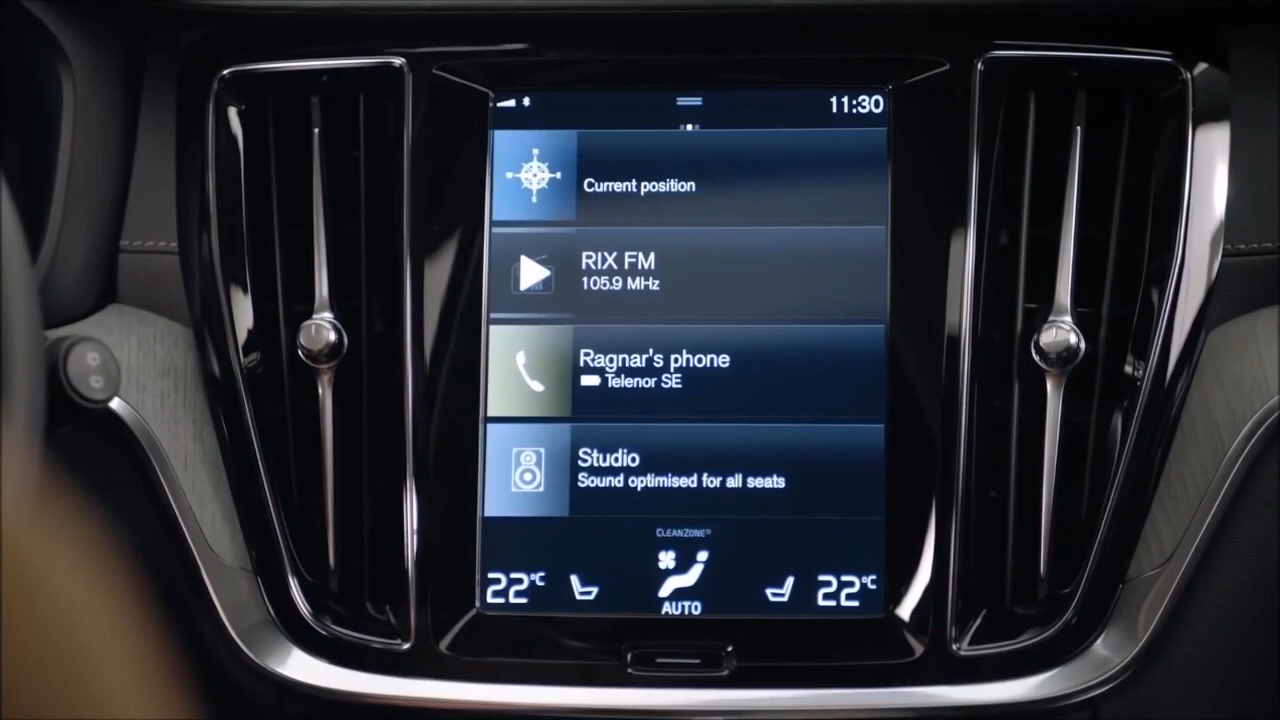 11:30
Current position
RIX FM
105.9 MHz
Ragnar's phone
Telenor SE
Studio
Sound optimised for all seats
CLEANZONE®
22°C
AUTO
22°C